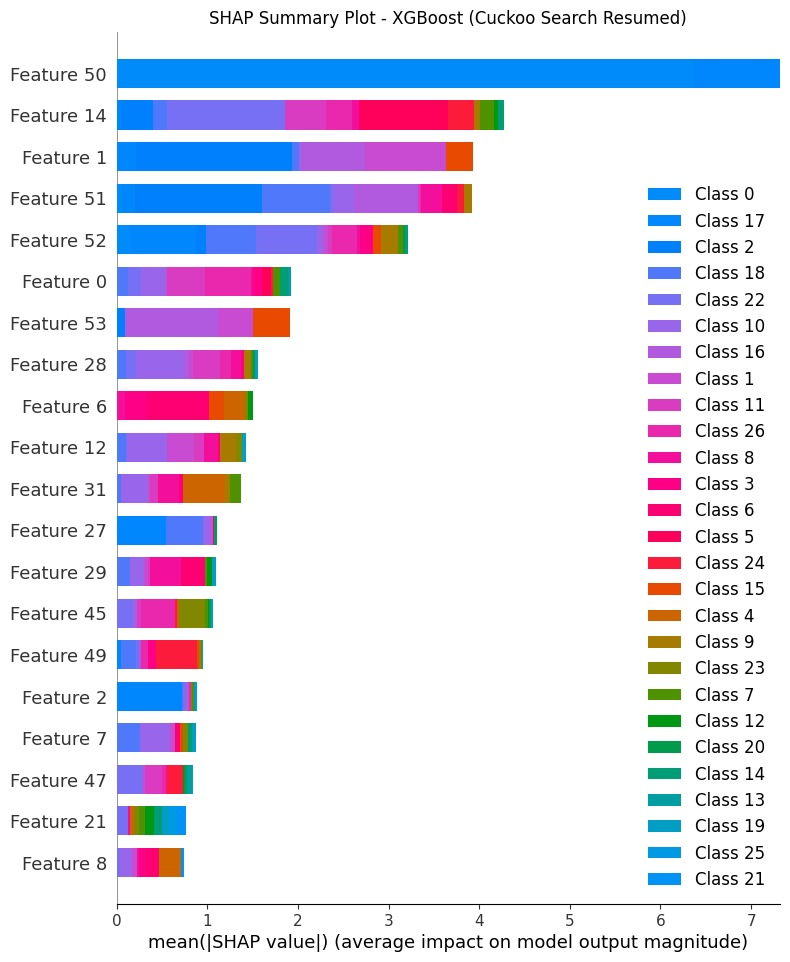 SHAP Summary Plot - XGBoost (Cuckoo Search Resumed)
Feature 50
Feature 14
Feature 1
Feature 51
Feature 52
Feature 0
Feature 53
Feature 28
Feature 6
Feature 12
Feature 31
Feature 27
Feature 29
Feature 45
Feature 49
Feature 2
Feature 7
Feature 47
Feature 21
Feature 8
Class 0
Class 17
Class 2
Class 18
Class 22
Class 10
Class 16
Class 1
Class 11
Class 26
Class 8
Class 3
Class 6
Class 5
Class 24
Class 15
Class 4
Class 9
Class 23
Class 7
Class 12
Class 20
Class 14
Class 13
Class 19
Class 25
Class 21
0 1 2 3 4 5 6 7
mean(|SHAP value|) (average impact on model output magnitude)